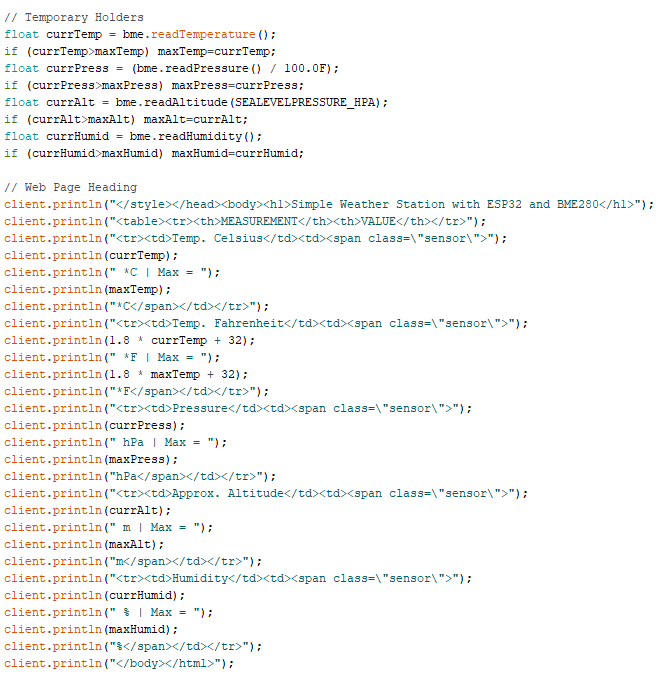 // Temporary Holders
float currTemp = bme.readTemperature();
if (currTemp>maxTemp) maxTemp=currTemp;
float currPress = (bme.readPressure() / 100.0F);
if (currPress>maxPress) maxPress=currPress;
float currAlt = bme.readAltitude(SEALEVELPRESSURE_HPA);
if (currAlt>maxAlt) maxAlt=currAlt;
float currHumid = bme.readHumidity();
if (currHumid>maxHumid) maxHumid=currHumid;

// Web Page Heading
client.println("</style></head><body><h1>Simple Weather Station with ESP32 and BME280</h1>");
client.println("<table><tr><th>MEASUREMENT</th><th>VALUE</th></tr>");
client.println("<tr><td>Temp. Celsius</td><td><span class=\"sensor\">");
client.println(currTemp);
client.println(" *C | Max = ");
client.println(maxTemp);
client.println("*C</span></td></tr>");
client.println("<tr><td>Temp. Fahrenheit</td><td><span class=\"sensor\">");
client.println(1.8 * currTemp + 32);
client.println(" *F | Max = ");
client.println(1.8 * maxTemp + 32);
client.println("*F</span></td></tr>");
client.println("<tr><td>Pressure</td><td><span class=\"sensor\">");
client.println(currPress);
client.println(" hPa | Max = ");
client.println(maxPress);
client.println("hPa</span></td></tr>");
client.println("<tr><td>Approx. Altitude</td><td><span class=\"sensor\">");
client.println(currAlt);
client.println(" m | Max = ");
client.println(maxAlt);
client.println("m</span></td></tr>");
client.println("<tr><td>Humidity</td><td><span class=\"sensor\">");
client.println(currHumid);
client.println(" % | Max = ");
client.println(maxHumid);
client.println("%</span></td></tr>");
client.println("</body></html>");